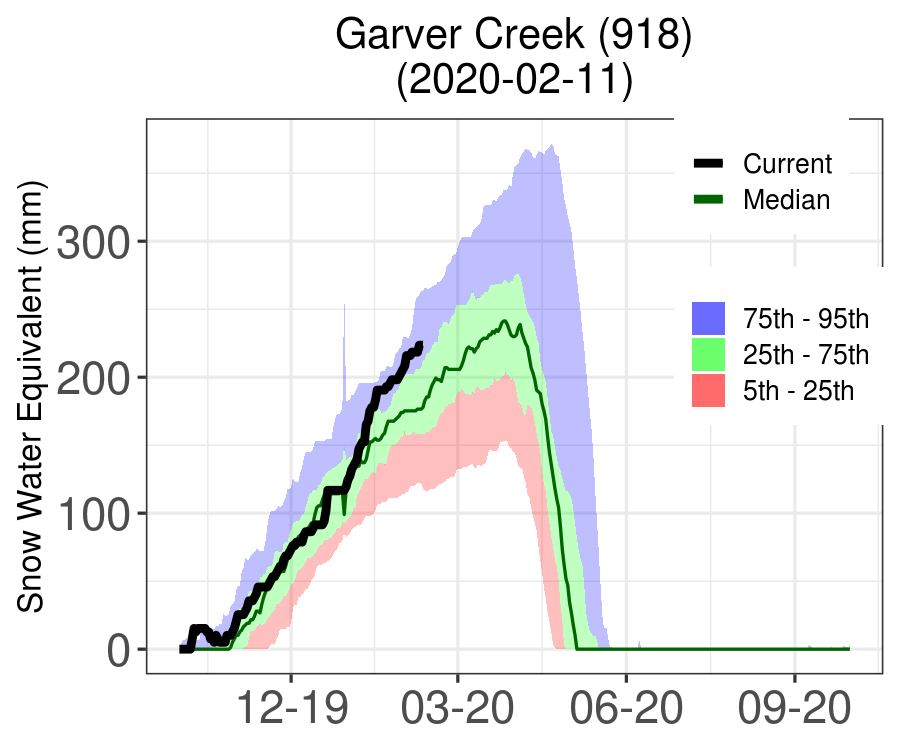 Garver Creek (918)
(2020-02-11)
Snow Water Equivalent (mm)
300
200
100
0
12-19
03-20
06-20
09-20
Current
Median
75th - 95th
25th - 75th
5th - 25th